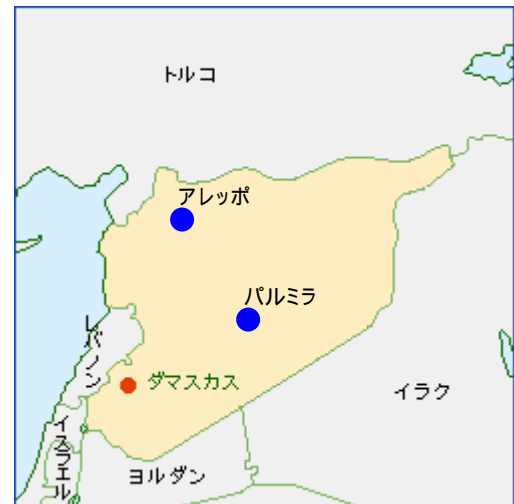 トルコ
アレッポ
パルミラ
レバノン
ダマスカス
イラク
イスラエル
ヨルダン